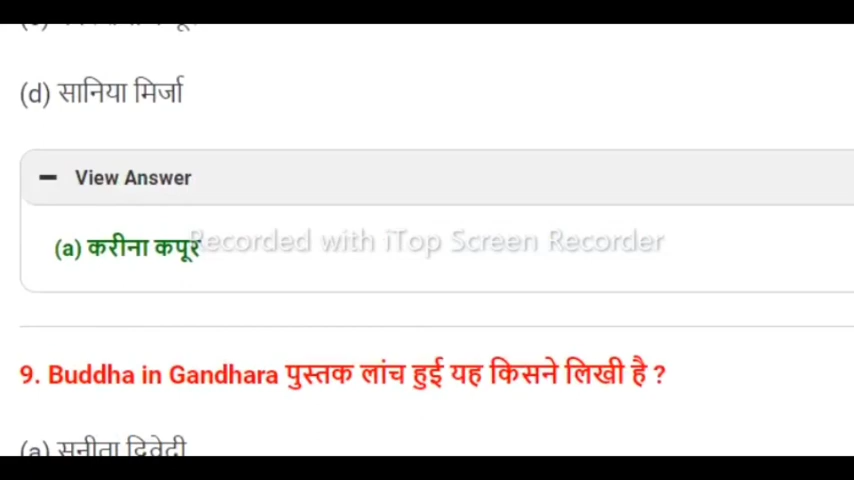 (d) सानिया मिर्जा
View Answer
(a) करीना कपूर
Recorded with iTop Screen Recorder
9. Buddha in Gandhara पुस्तक लांच हुई यह किसने लिखी है ?
(a) सुनीता द्विवेदी